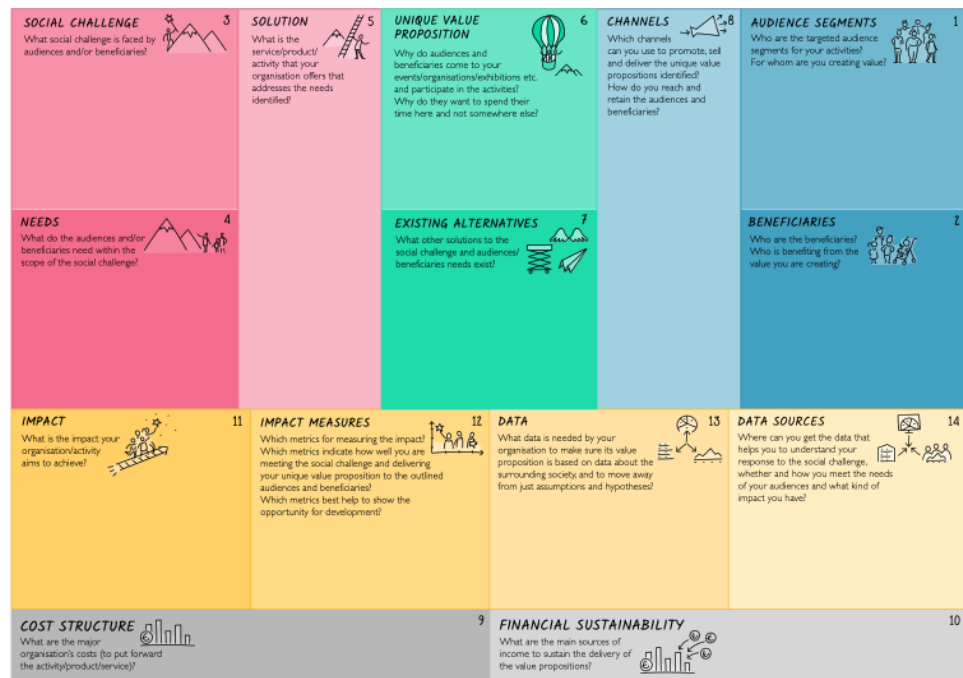 SOCIAL CHALLENGE 3
What social challenge is faced by
audiences and/or beneficiaries?
SOLUTION 5
What is the
service/product/
activity that your
organisation offers that
addresses the needs
identified?
UNIQUE VALUE 6
PROPOSITION
Why do audiences and
beneficiaries come to your
events/organisations/exhibitions etc.
and participate in the activities?
Why do they want to spend their
time here and not somewhere else?
CHANNELS 8
Which channels
can you use to promote, sell
and deliver the unique value
propositions identified?
How do you reach and
retain the audiences and
beneficiaries?
AUDIENCE SEGMENTS 1
Who are the targeted audience
segments for your activities?
For whom are you creating value?
NEEDS 4
What do the audiences and/or
beneficiaries need within the
scope of the social challenge?
EXISTING ALTERNATIVES 7
What other solutions to the
social challenge and audiences/
beneficiaries needs exist?
BENEFICIARIES 2
Who are the beneficiaries?
Who is benefiting from the
value you are creating?
IMPACT 11
What is the impact your
organisation/activity
aims to achieve?
IMPACT MEASURES 12
Which metrics for measuring the impact?
Which metrics indicate how well you are
meeting the social challenge and delivering
your unique value proposition to the outlined
audiences and beneficiaries?
Which metrics best help to show the
opportunity for development?
DATA 13
What data is needed by your
organisation to make sure its value
proposition is based on data about the
surrounding society, and to move away
from just assumptions and hypotheses?
DATA SOURCES 14
Where can you get the data that
helps you to understand your
response to the social challenge,
whether and how you meet the needs
of your audiences and what kind of
impact you have?
COST STRUCTURE 9
What are the major
organisation's costs (to put forward
the activity/product/service)?
FINANCIAL SUSTAINABILITY 10
What are the main sources of
income to sustain the delivery of
the value propositions?